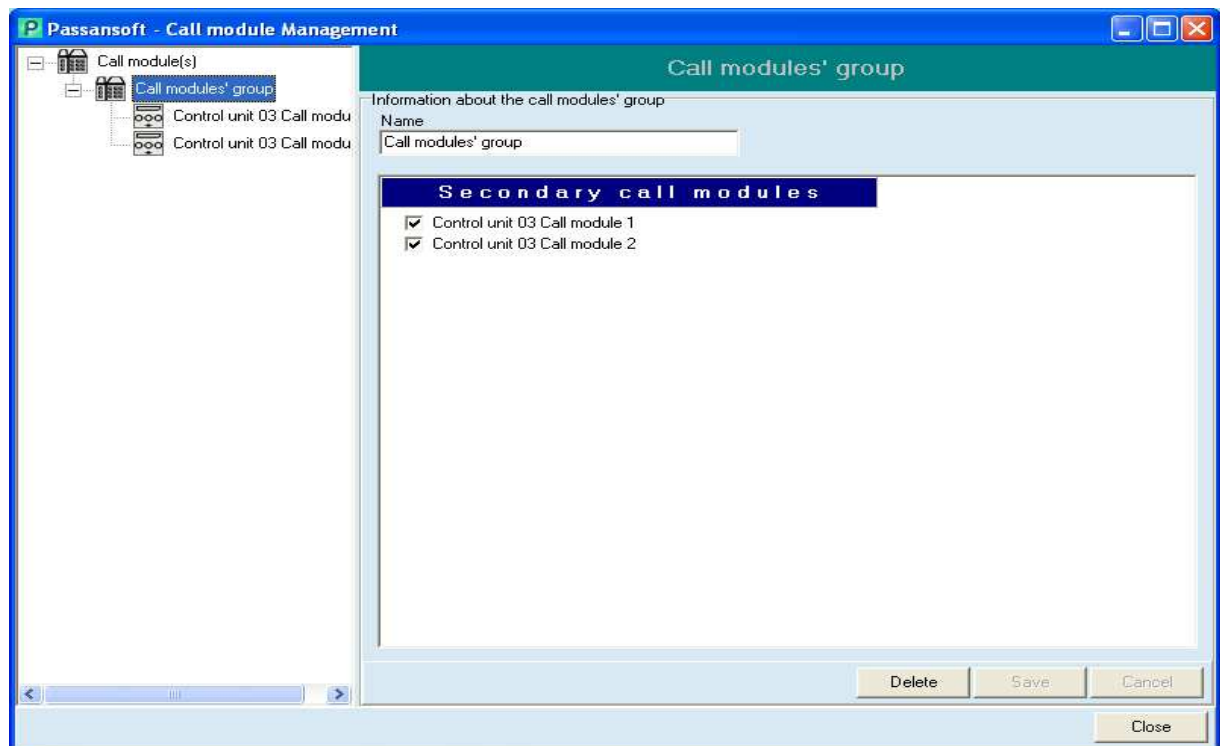 Passansoft - Call module Management
Call module(s)
Call modules' group
Control unit 03 Call modu
Control unit 03 Call modu
Call modules' group
Information about the call modules' group
Name
Call modules' group
Secondary call modules
Control unit 03 Call module 1
Control unit 03 Call module 2
Delete Save Cancel
Close